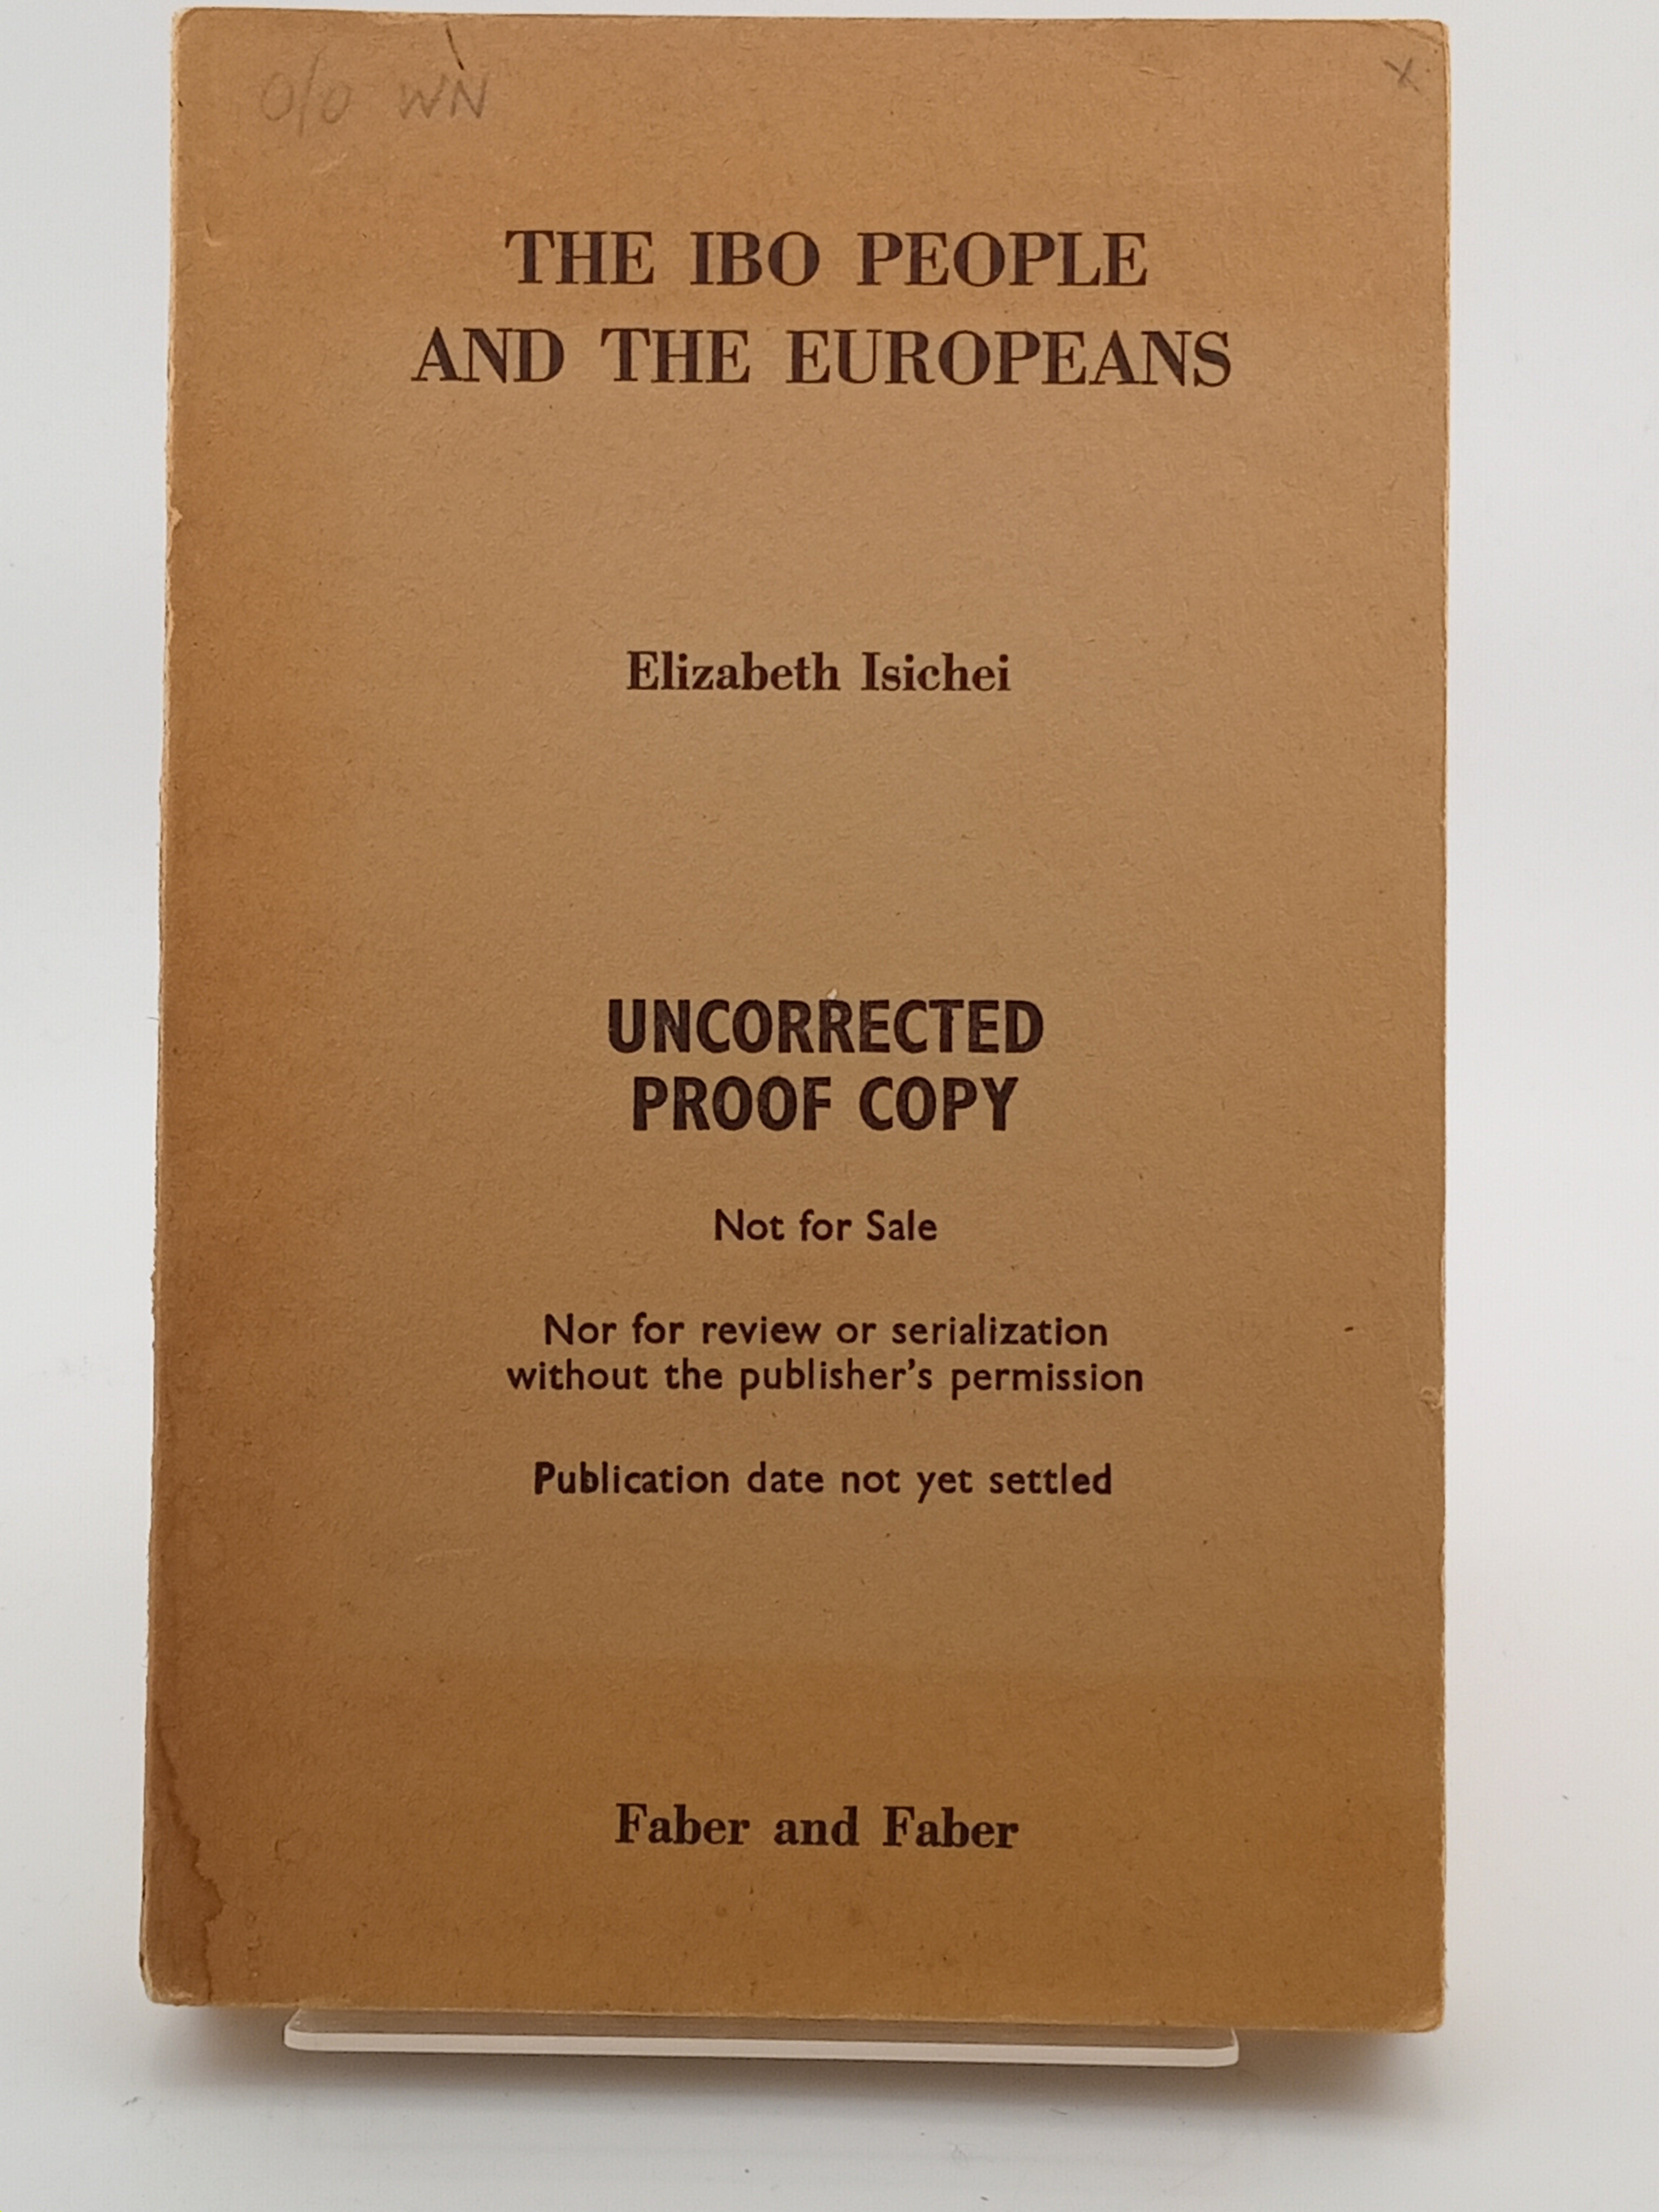 O/O WN
X
THE IBO PEOPLE
AND THE EUROPEANS
Elizabeth Isichei
UNCORRECTED
PROOF COPY
Not for Sale
Nor for review or serialization
without the publisher's permission
Publication date not yet settled
Faber and Faber